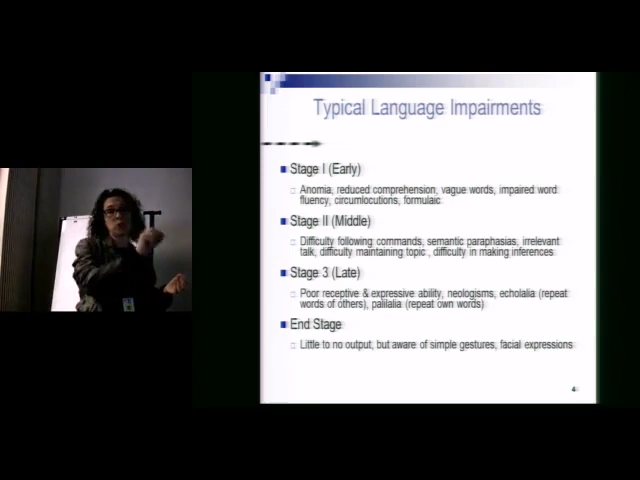 Typical Language Impairments
Stage I (Early)
Anomia, reduced comprehension, vague words, impaired word
fluency, circumlocutions, formulaic
Stage II (Middle)
Difficulty following commands, semantic paraphasias, irrelevant
talk, difficulty maintaining topic , difficulty in making inferences
Stage 3 (Late)
Poor receptive & expressive ability, neologisms, echolalia (repeat
words of others), palilalia (repeat own words)
End Stage
Little to no output, but aware of simple gestures, facial expressions
4